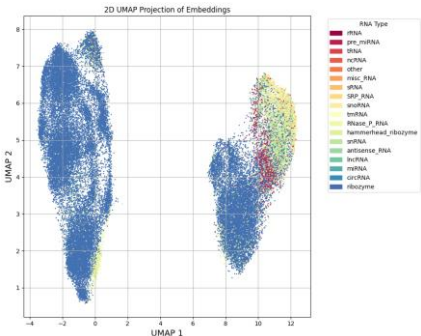 2D UMAP Projection of Embeddings
8
7
6
5
4
3
2
1
UMAP 2
−4
−2
0
2
4
6
8
10
12
UMAP 1
RNA Type
rRNA
pre_miRNA
tRNA
ncRNA
other
misc_RNA
sRNA
SRP_RNA
snoRNA
tmRNA
RNase_P_RNA
hammerhead_ribozyme
snRNA
antisense_RNA
lncRNA
miRNA
circRNA
ribozyme